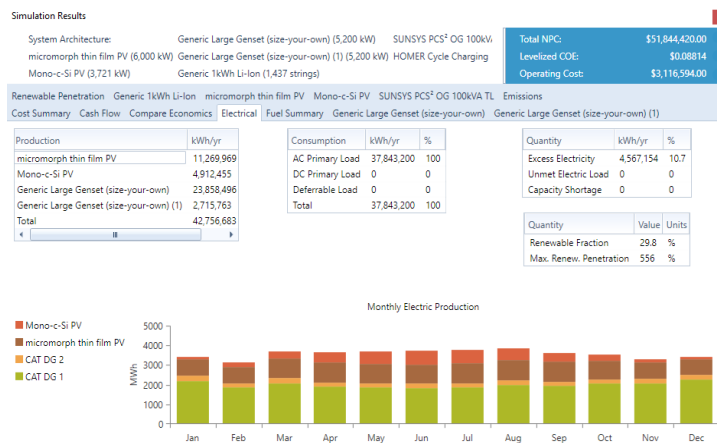 Simulation Results
System Architecture: Generic Large Genset (size-your-own) (5,200 kW) SUNSYS PCS² OG 100kV
micromorph thin film PV (6,000 kW) Generic Large Genset (size-your-own) (1) (5,200 kW) HOMER Cycle Charging
Mono-c-Si PV (3,721 kW) Generic 1kWh Li-Ion (1,437 strings)
Total NPC: $51,844,420.00
Levelized COE: $0.08814
Operating Cost: $3,116,594.00
Renewable Penetration Generic 1kWh Li-Ion micromorph thin film PV Mono-c-Si PV SUNSYS PCS² OG 100kVA TL Emissions
Cost Summary Cash Flow Compare Economics Electrical Fuel Summary Generic Large Genset (size-your-own) Generic Large Genset (size-your-own) (1)
Production kWh/yr
micromorph thin film PV 11,269,969
Mono-c-Si PV 4,912,455
Generic Large Genset (size-your-own) 23,858,496
Generic Large Genset (size-your-own) (1) 2,715,763
Total 42,756,683
Consumption kWh/yr %
AC Primary Load 37,843,200 100
DC Primary Load 0 0
Deferrable Load 0 0
Total 37,843,200 100
Quantity kWh/yr %
Excess Electricity 4,567,154 10.7
Unmet Electric Load 0 0
Capacity Shortage 0 0
Quantity Value Units
Renewable Fraction 29.8 %
Max. Renew. Penetration 556 %
Monthly Electric Production
Mono-c-Si PV
micromorph thin film PV
CAT DG 2
CAT DG 1
MWh
5000
4000
3000
2000
1000
0
Jan Feb Mar Apr May Jun Jul Aug Sep Oct Nov Dec